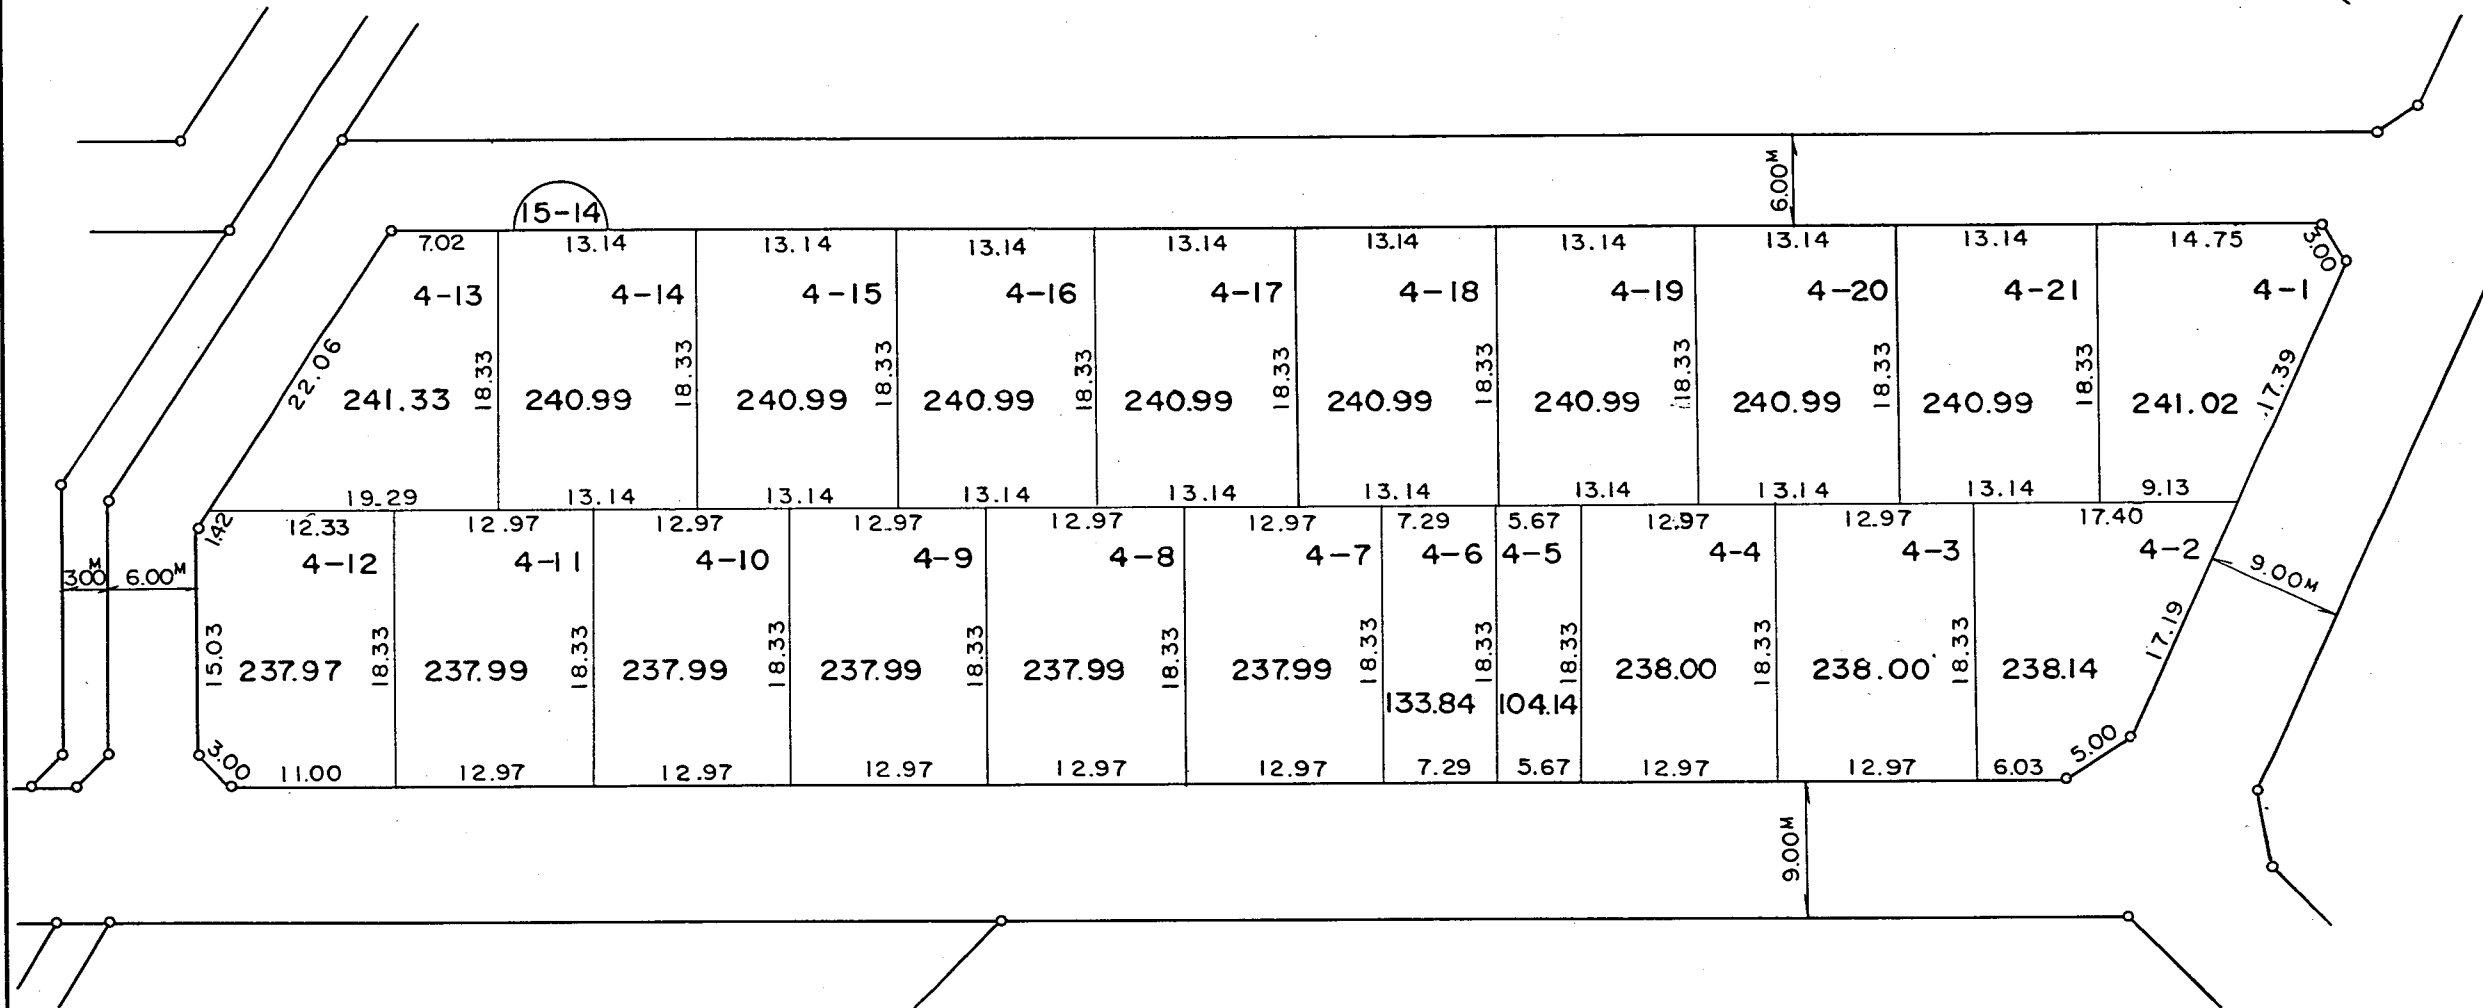 6.00M
15-14
7.02 13.14 13.14 13.14 13.14 13.14 13.14 13.14 13.14 14.75
3.00
4-13 4-14 4-15 4-16 4-17 4-18 4-19 4-20 4-21 4-1
22.06 18.33 18.33 18.33 18.33 18.33 18.33 18.33 18.33 18.33 17.39
241.33 240.99 240.99 240.99 240.99 240.99 240.99 240.99 240.99 241.02
19.29 13.14 13.14 13.14 13.14 13.14 13.14 13.14 13.14 9.13
1.42 12.33 12.97 12.97 12.97 12.97 12.97 7.29 5.67 12.97 12.97 17.40
4-12 4-11 4-10 4-9 4-8 4-7 4-6 4-5 4-4 4-3 4-2
300M 6.00M 9.00M
15.03 18.33 18.33 18.33 18.33 18.33 18.33 18.33 18.33 18.33 18.33 17.19
237.97 237.99 237.99 237.99 237.99 237.99 238.00 238.00 238.14
133.84 104.14
3.00 5.00
11.00 12.97 12.97 12.97 12.97 12.97 7.29 5.67 12.97 12.97 6.03
9.00M